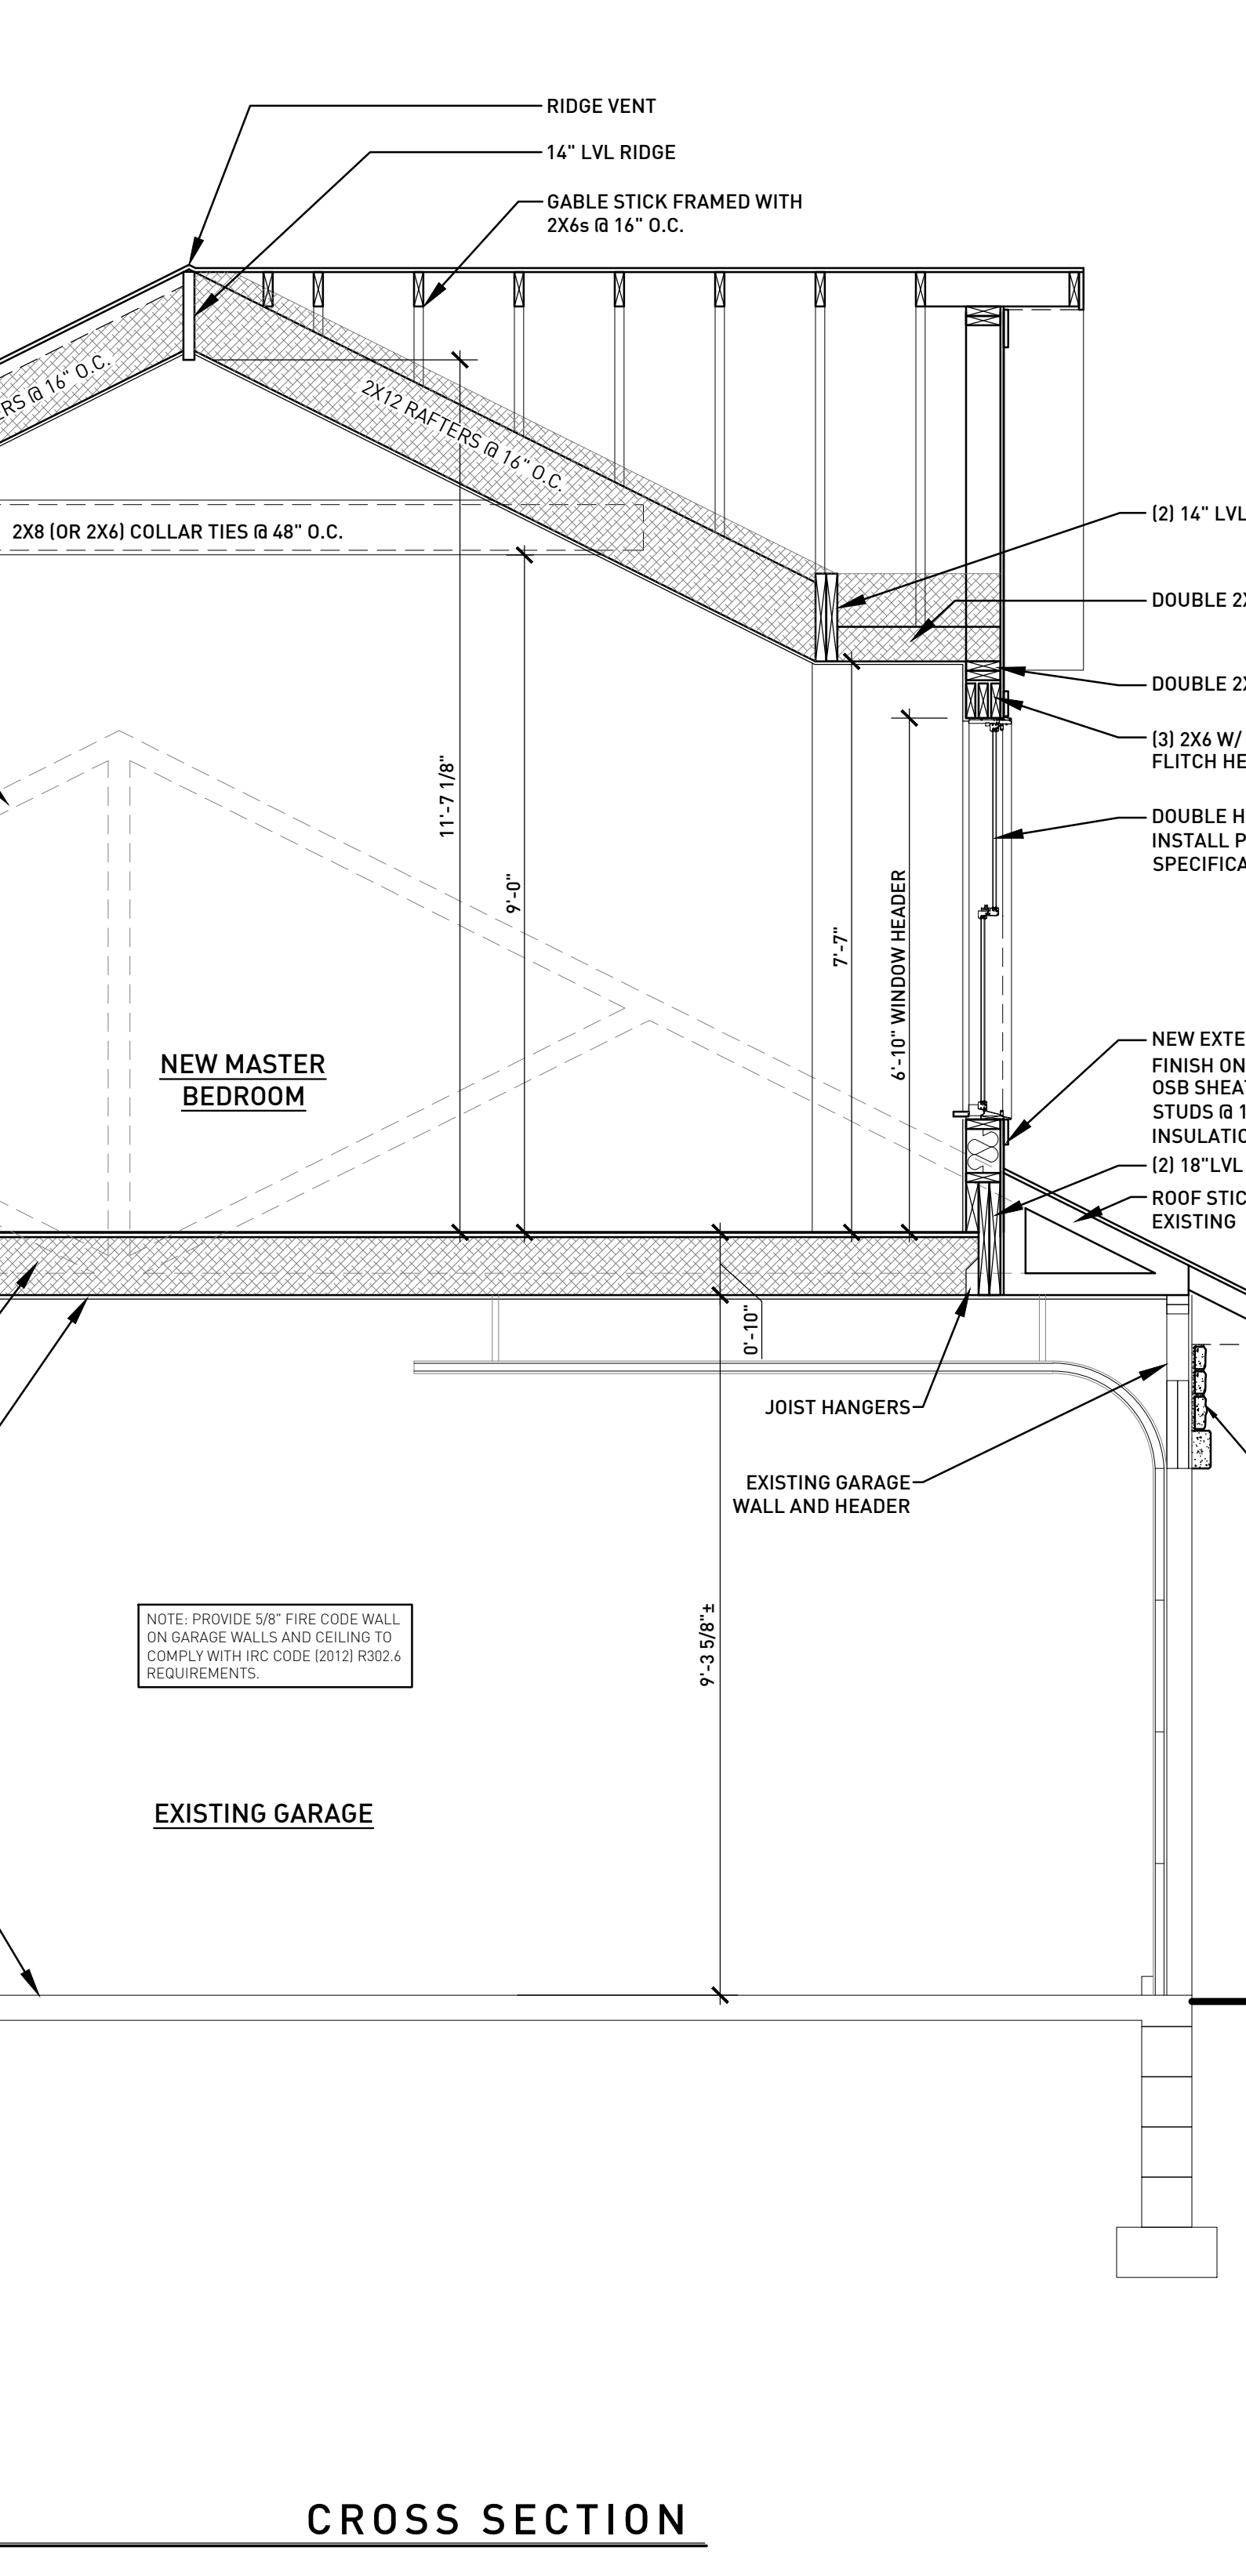 RIDGE VENT
14" LVL RIDGE
GABLE STICK FRAMED WITH
2X6s @ 16" O.C.
RS @ 16" O.C.
2X12 RAFTERS @ 16" O.C.
2X8 (OR 2X6) COLLAR TIES @ 48" O.C.
(2) 14" LVL
DOUBLE 2X
DOUBLE 2X
(3) 2X6 W/
FLITCH HE
DOUBLE H
INSTALL P
SPECIFICA
11'-7 1/8"
9'-0"
7'-7"
6'-10" WINDOW HEADER
NEW MASTER
BEDROOM
NEW EXTE
FINISH ON
OSB SHEAT
STUDS @ 1
INSULATIO
(2) 18"LVL
ROOF STIC
EXISTING
0'-10"
JOIST HANGERS
EXISTING GARAGE
WALL AND HEADER
9'-3 5/8"±
NOTE: PROVIDE 5/8" FIRE CODE WALL
ON GARAGE WALLS AND CEILING TO
COMPLY WITH IRC CODE (2012) R302.6
REQUIREMENTS.
EXISTING GARAGE
CROSS SECTION